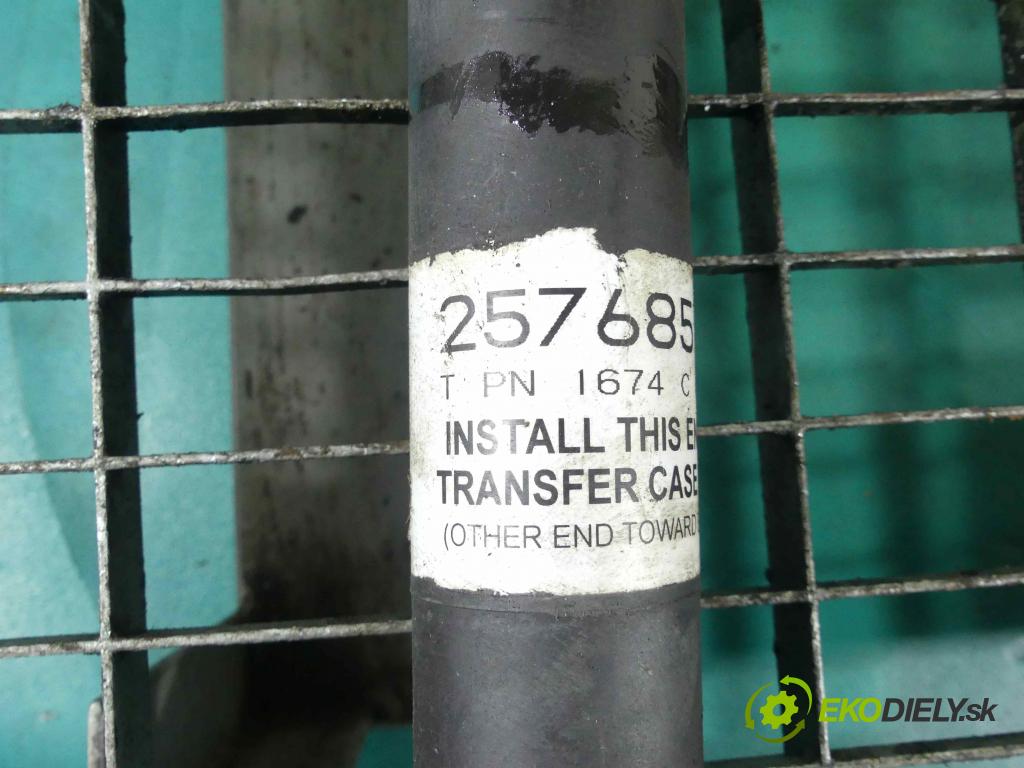 257685
T PN 1674 C
INSTALL THIS
TRANSFER CASE
(OTHER END TOWARD
EKODIELY.sk